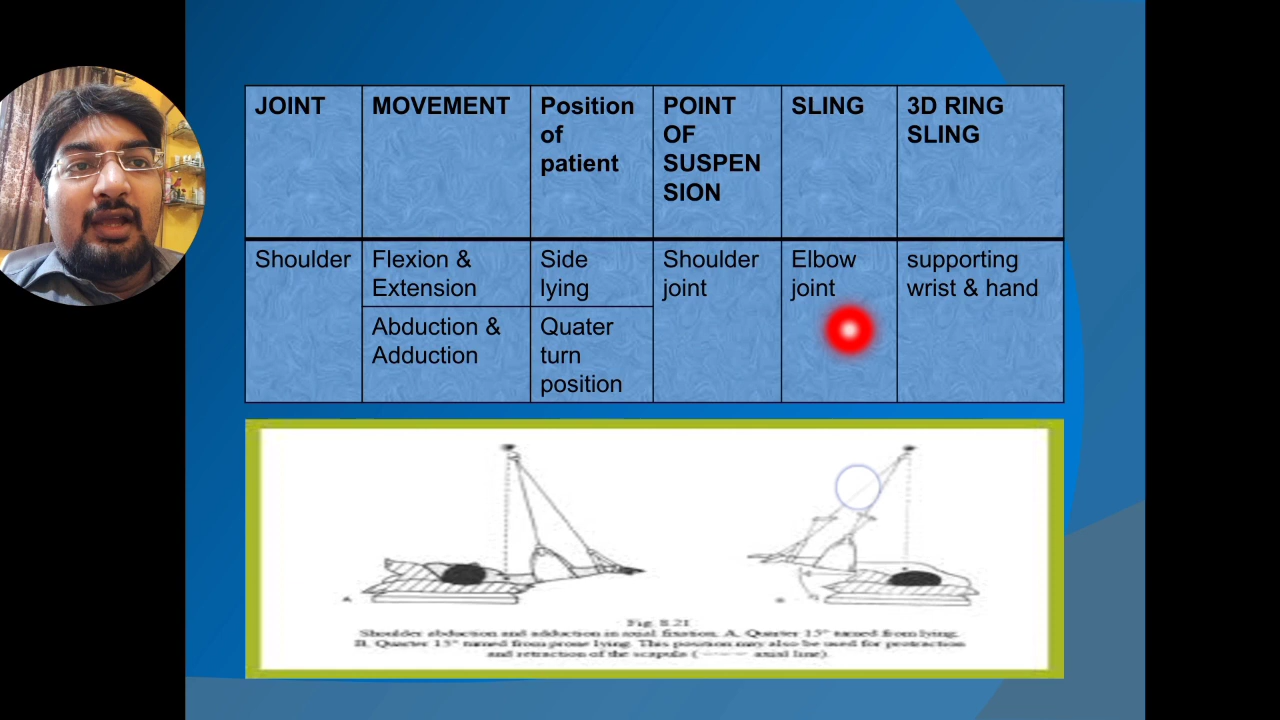 JOINT
MOVEMENT
Position
of
patient
POINT
OF
SUSPEN
SION
SLING
3D RING
SLING
Shoulder
Flexion &
Extension
Side
lying
Shoulder
joint
Elbow
joint
supporting
wrist & hand
Abduction &
Adduction
Quater
turn
position
A
Fig 8.21
Shoulder abduction and adduction in axial fixation. A. Quarter 15° turned from lying.
B. Quarter 15° turned from prone lying. This position may also be used for protraction
and retraction of the scapula ( axial line).